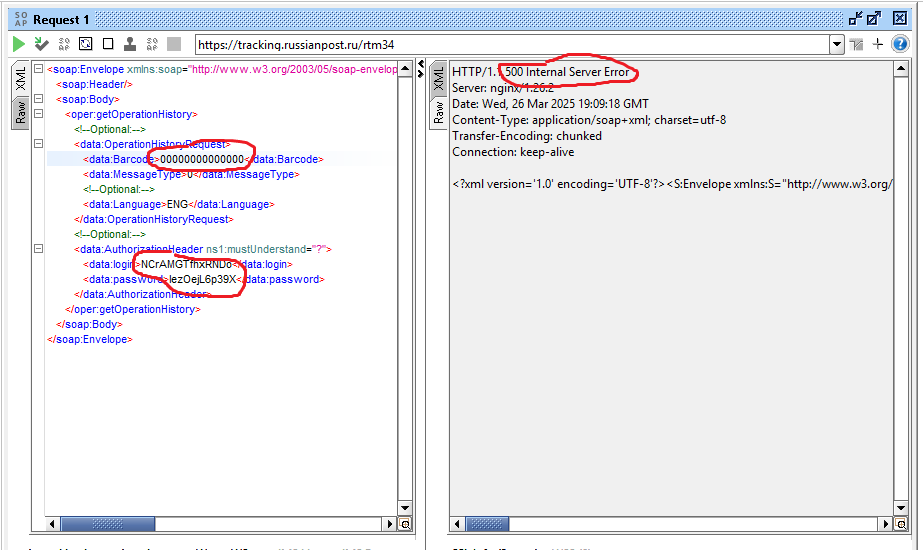 SO AP Request 1
https://tracking.russianpost.ru/rtm34
XML
Raw
<soap:Envelope xmlns:soap="http://www.w3.org/2003/05/soap-envelop
<soap:Header/>
<soap:Body>
<oper:getOperationHistory>
<!--Optional:-->
<data:OperationHistoryRequest>
<data:Barcode>00000000000000</data:Barcode>
<data:MessageType>0</data:MessageType>
<!--Optional:-->
<data:Language>ENG</data:Language>
</data:OperationHistoryRequest>
<!--Optional:-->
<data:AuthorizationHeader ns1:mustUnderstand="?">
<data:login>NCrAMGTfhxRNDo</data:login>
<data:password>lezOejL6p39X</data:password>
</data:AuthorizationHeader>
</oper:getOperationHistory>
</soap:Body>
</soap:Envelope>
XML
Raw
HTTP/1.1 500 Internal Server Error
Server: nginx/1.26.2
Date: Wed, 26 Mar 2025 19:09:18 GMT
Content-Type: application/soap+xml; charset=utf-8
Transfer-Encoding: chunked
Connection: keep-alive
<?xml version='1.0' encoding='UTF-8'?><S:Envelope xmlns:S="http://www.w3.org/